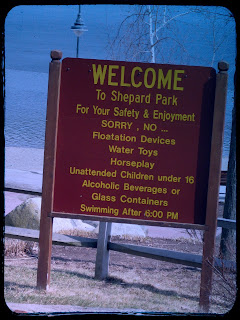 WELCOME
To Shepard Park
For Your Safety & Enjoyment
SORRY, NO ...
Floatation Devices
Water Toys
Horseplay
Unattended Children under 16
Alcoholic Beverages or
Glass Containers
Swimming After 6:00 PM